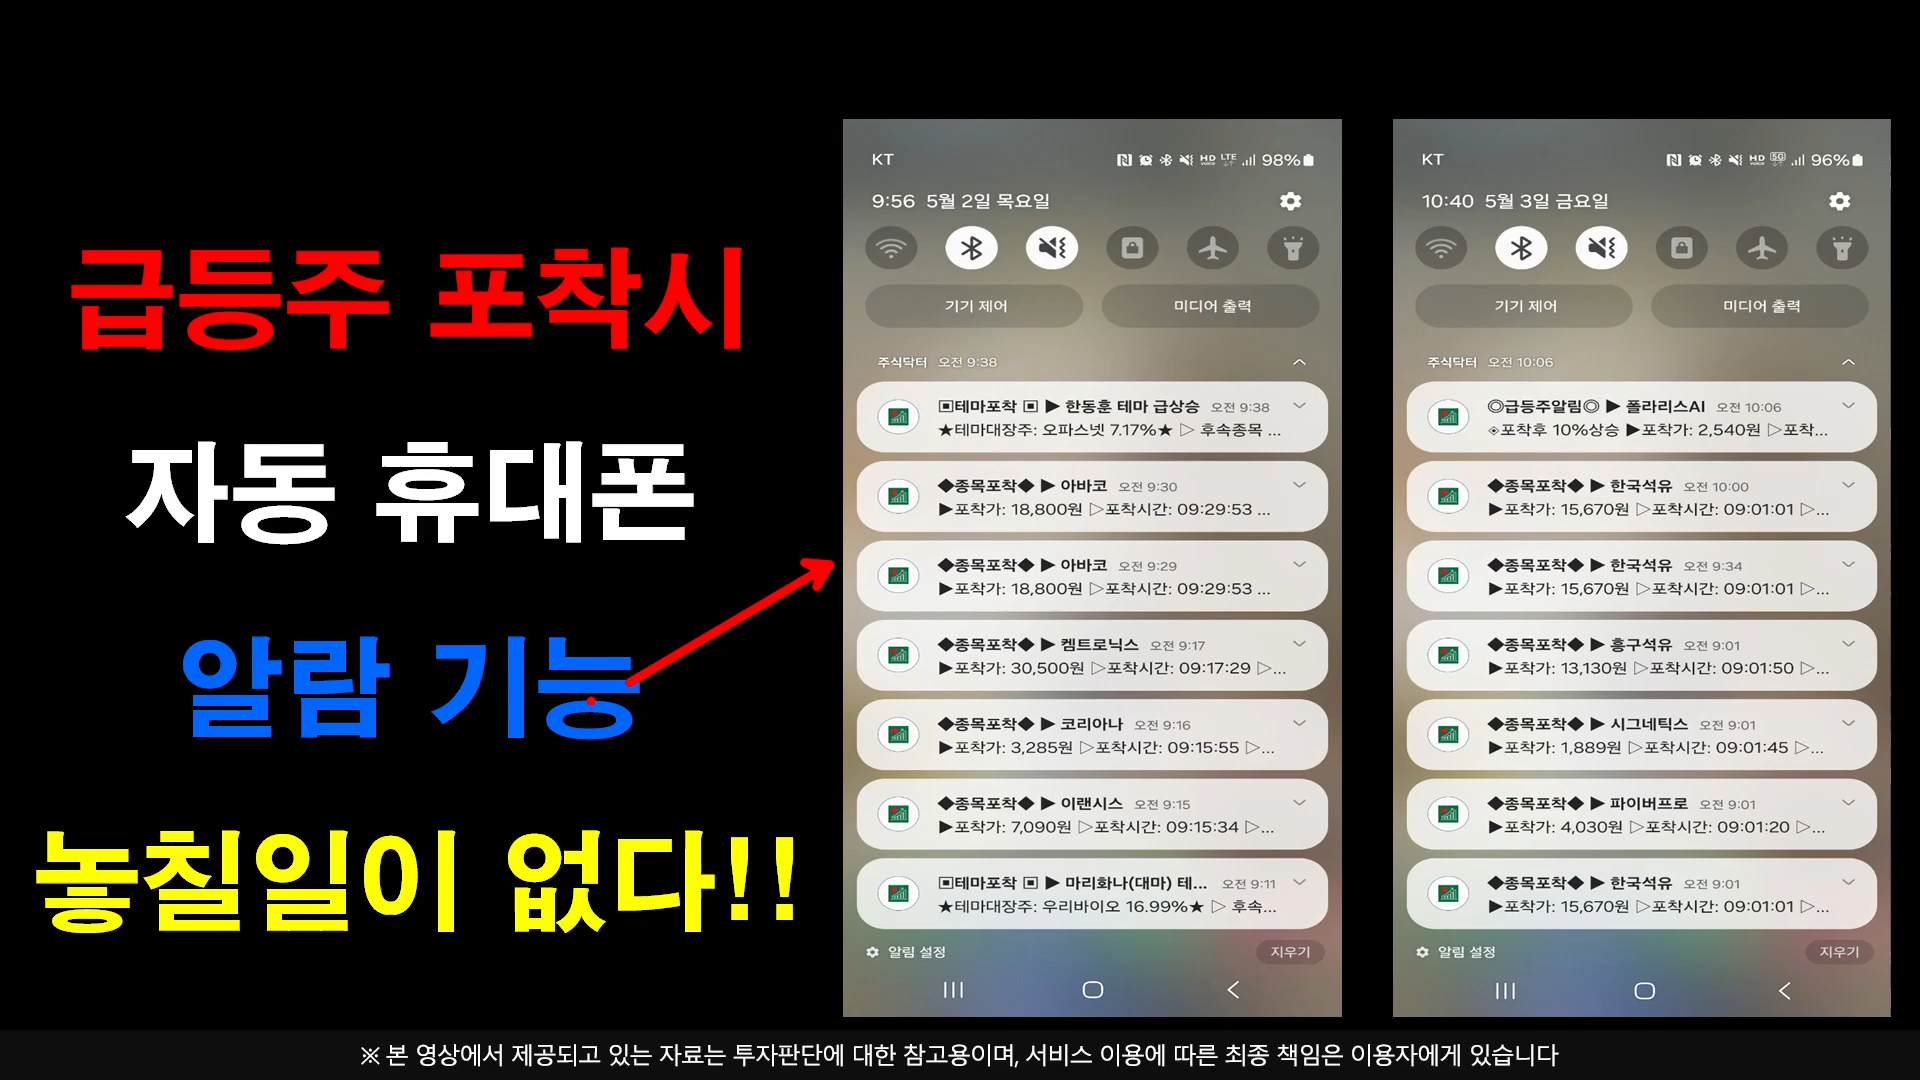 급등주 포착시
자동 휴대폰
알람 기능
놓칠일이 없다!!
KT
HD VOICE LTE 98%
9:56 5월 2일 목요일
기기 제어
미디어 출력
주식닥터 오전 9:38
▣테마포착 ▣ ▶ 한동훈 테마 급상승 오전 9:38
★테마대장주: 오파스넷 7.17%★ ▷ 후속종목 ...
◆종목포착◆ ▶ 아바코 오전 9:30
▶포착가: 18,800원 ▷포착시간: 09:29:53 ...
◆종목포착◆ ▶ 아바코 오전 9:29
▶포착가: 18,800원 ▷포착시간: 09:29:53 ...
◆종목포착◆ ▶ 켐트로닉스 오전 9:17
▶포착가: 30,500원 ▷포착시간: 09:17:29 ▷...
◆종목포착◆ ▶ 코리아나 오전 9:16
▶포착가: 3,285원 ▷포착시간: 09:15:55 ▷...
◆종목포착◆ ▶ 이랜시스 오전 9:15
▶포착가: 7,090원 ▷포착시간: 09:15:34 ▷...
▣테마포착 ▣ ▶ 마리화나(대마) 테... 오전 9:11
★테마대장주: 우리바이오 16.99%★ ▷ 후속...
알림 설정
지우기
KT
HD VOICE 5G 96%
10:40 5월 3일 금요일
기기 제어
미디어 출력
주식닥터 오전 10:06
◎급등주알림◎ ▶ 폴라리스AI 오전 10:06
◈포착후 10%상승 ▶포착가: 2,540원 ▷포착...
◆종목포착◆ ▶ 한국석유 오전 10:00
▶포착가: 15,670원 ▷포착시간: 09:01:01 ▷...
◆종목포착◆ ▶ 한국석유 오전 9:34
▶포착가: 15,670원 ▷포착시간: 09:01:01 ▷...
◆종목포착◆ ▶ 흥구석유 오전 9:01
▶포착가: 13,130원 ▷포착시간: 09:01:50 ▷...
◆종목포착◆ ▶ 시그네틱스 오전 9:01
▶포착가: 1,889원 ▷포착시간: 09:01:45 ▷...
◆종목포착◆ ▶ 파이버프로 오전 9:01
▶포착가: 4,030원 ▷포착시간: 09:01:20 ▷...
◆종목포착◆ ▶ 한국석유 오전 9:01
▶포착가: 15,670원 ▷포착시간: 09:01:01 ▷...
알림 설정
지우기
※ 본 영상에서 제공되고 있는 자료는 투자판단에 대한 참고용이며, 서비스 이용에 따른 최종 책임은 이용자에게 있습니다